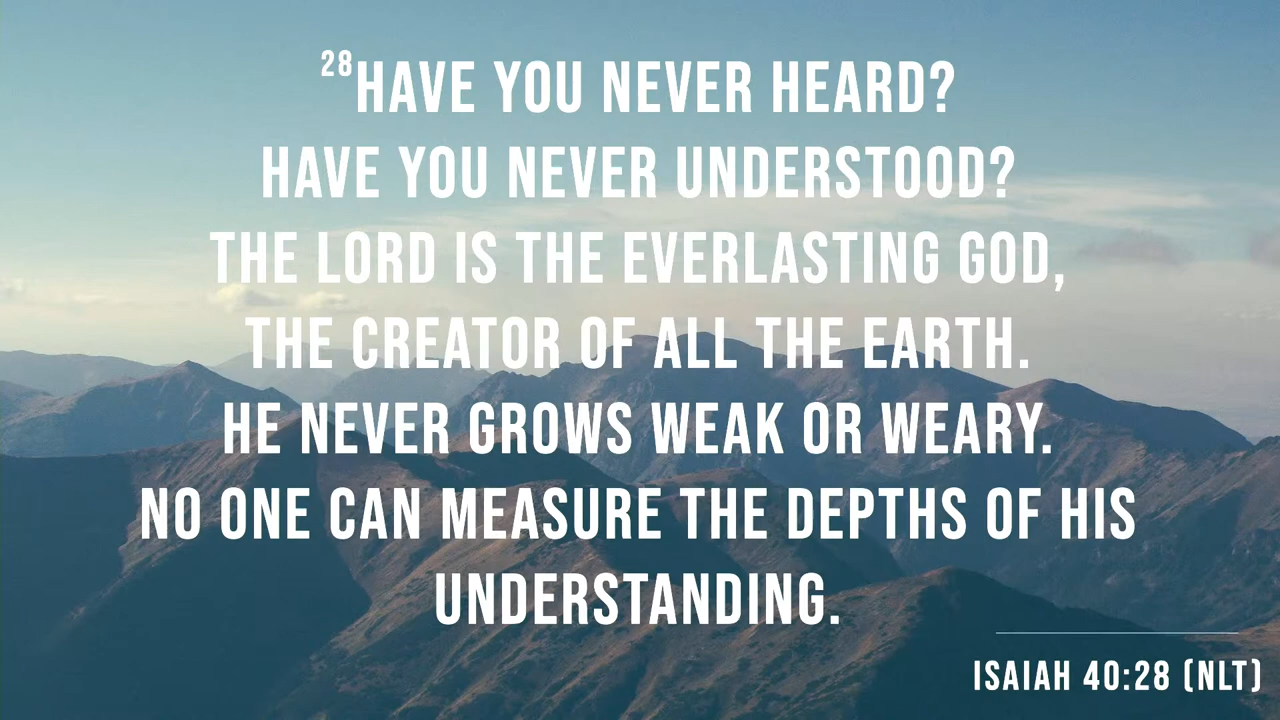 28HAVE YOU NEVER HEARD?
HAVE YOU NEVER UNDERSTOOD?
THE LORD IS THE EVERLASTING GOD,
THE CREATOR OF ALL THE EARTH.
HE NEVER GROWS WEAK OR WEARY.
NO ONE CAN MEASURE THE DEPTHS OF HIS
UNDERSTANDING.
ISAIAH 40:28 (NLT)